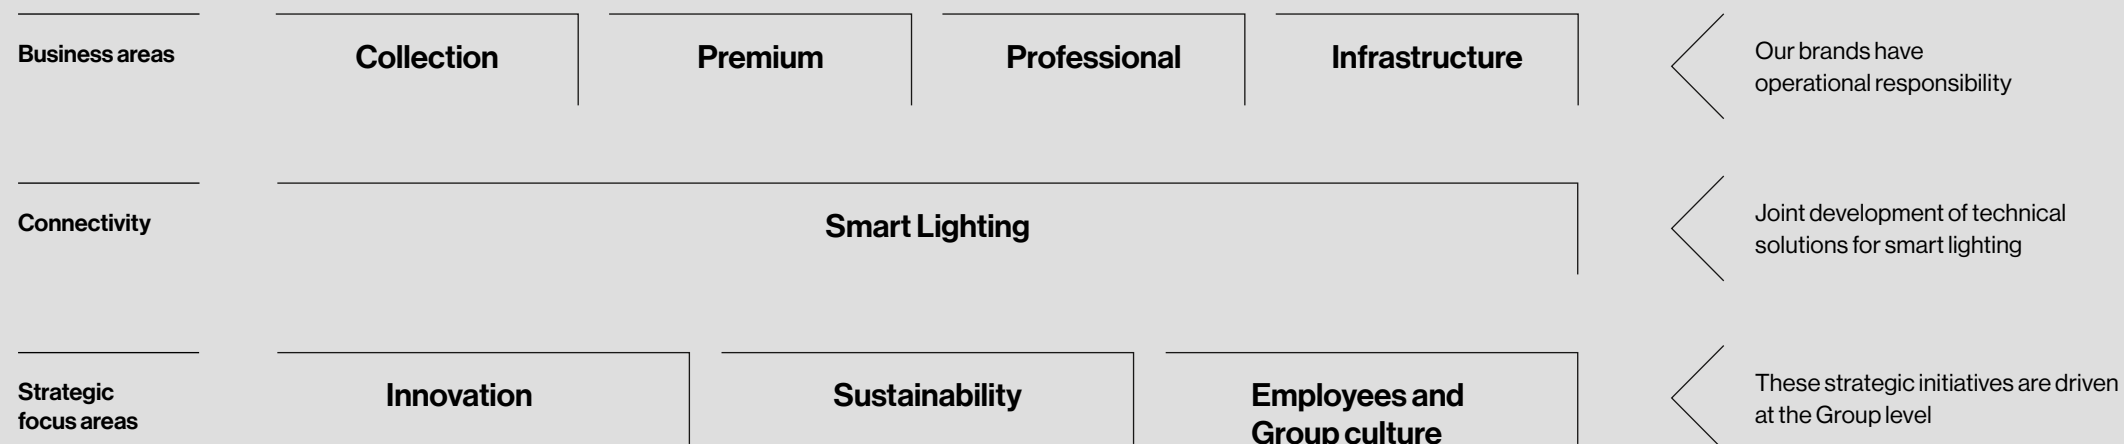 Business areas
Collection
Premium
Professional
Infrastructure
Our brands have
operational responsibility
Connectivity
Smart Lighting
Joint development of technical
solutions for smart lighting
Strategic
focus areas
Innovation
Sustainability
Employees and
Group culture
These strategic initiatives are driven
at the Group level